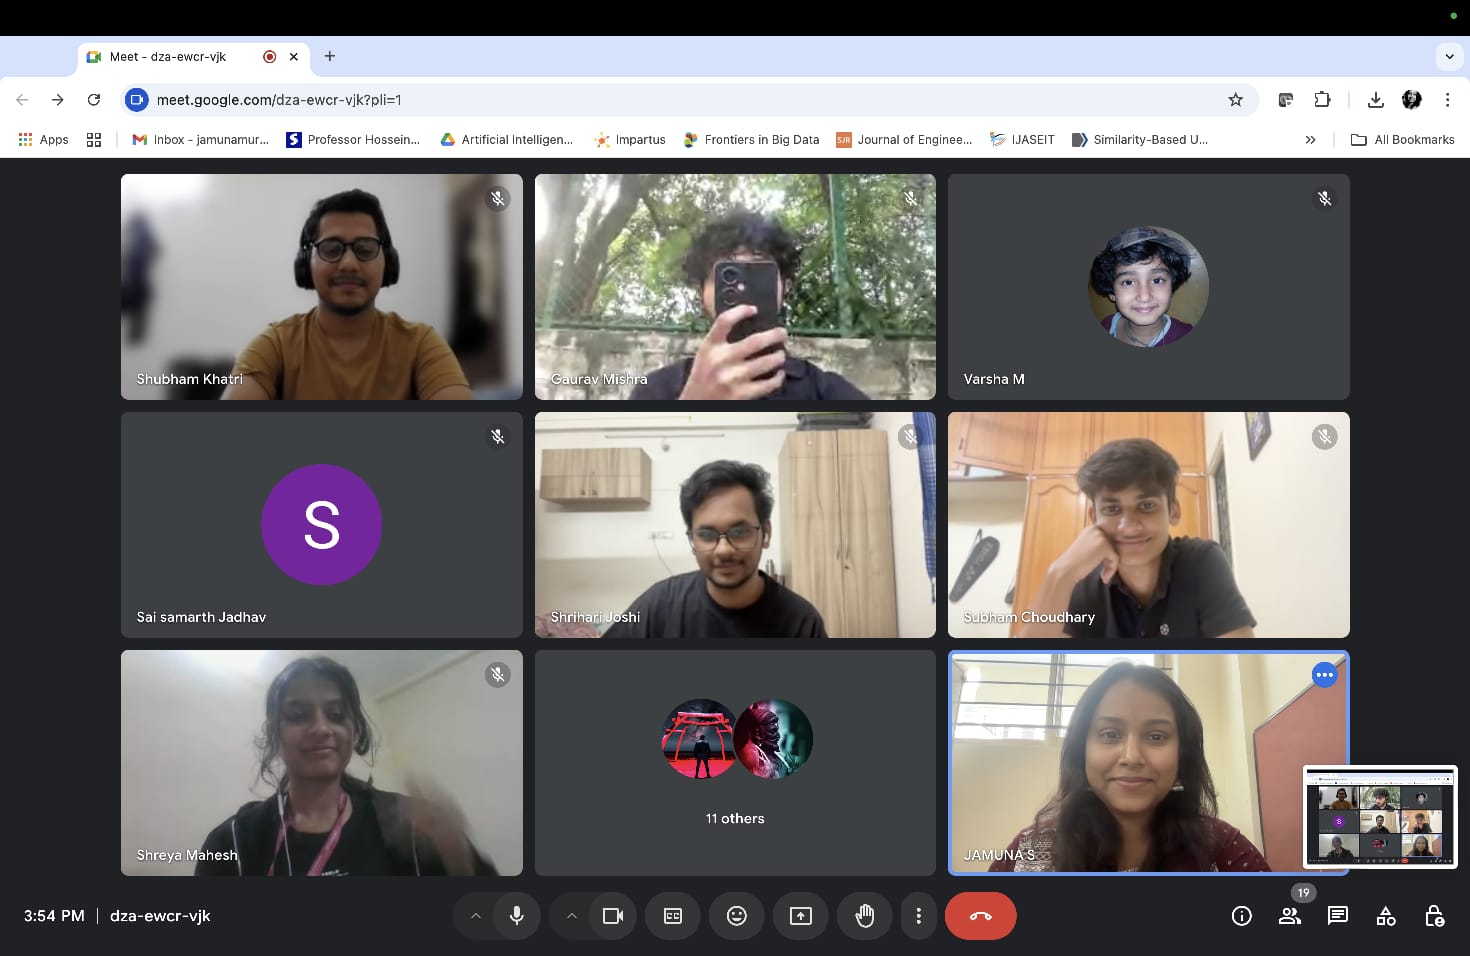 Meet - dza-ewcr-vjk
meet.google.com/dza-ewcr-vjk?pli=1
Apps
Inbox - jamunamur...
Professor Hossein...
Artificial Intelligen...
Impartus
Frontiers in Big Data
SJR
Journal of Enginee...
IJASEIT
Similarity-Based U...
All Bookmarks
Shubham Khatri
Gaurav Mishra
Varsha M
S
Sai samarth Jadhav
Shrihari Joshi
Subham Choudhary
Shreya Mahesh
11 others
JAMUNA S
3:54 PM | dza-ewcr-vjk
CC
19